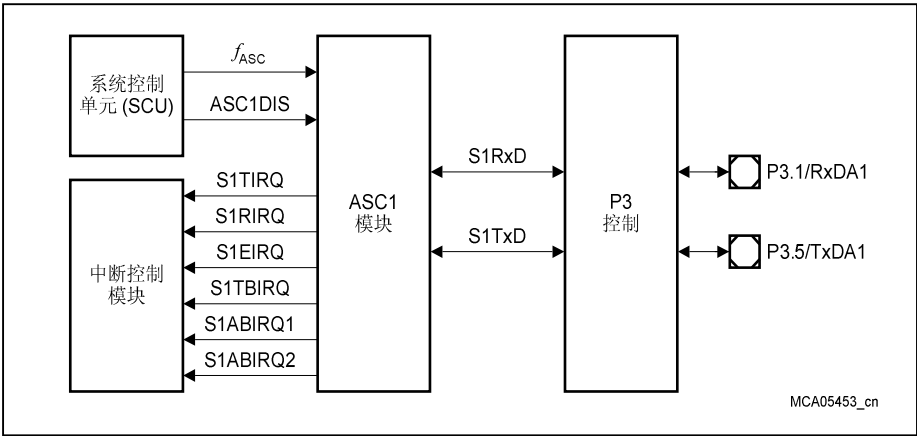 系统控制
单元 (SCU)
fASC
ASC1DIS
S1TIRQ
S1RIRQ
S1EIRQ
S1TBIRQ
S1ABIRQ1
S1ABIRQ2
中断控制
模块
ASC1
模块
S1RxD
S1TxD
P3
控制
P3.1/RxDA1
P3.5/TxDA1
MCA05453_cn